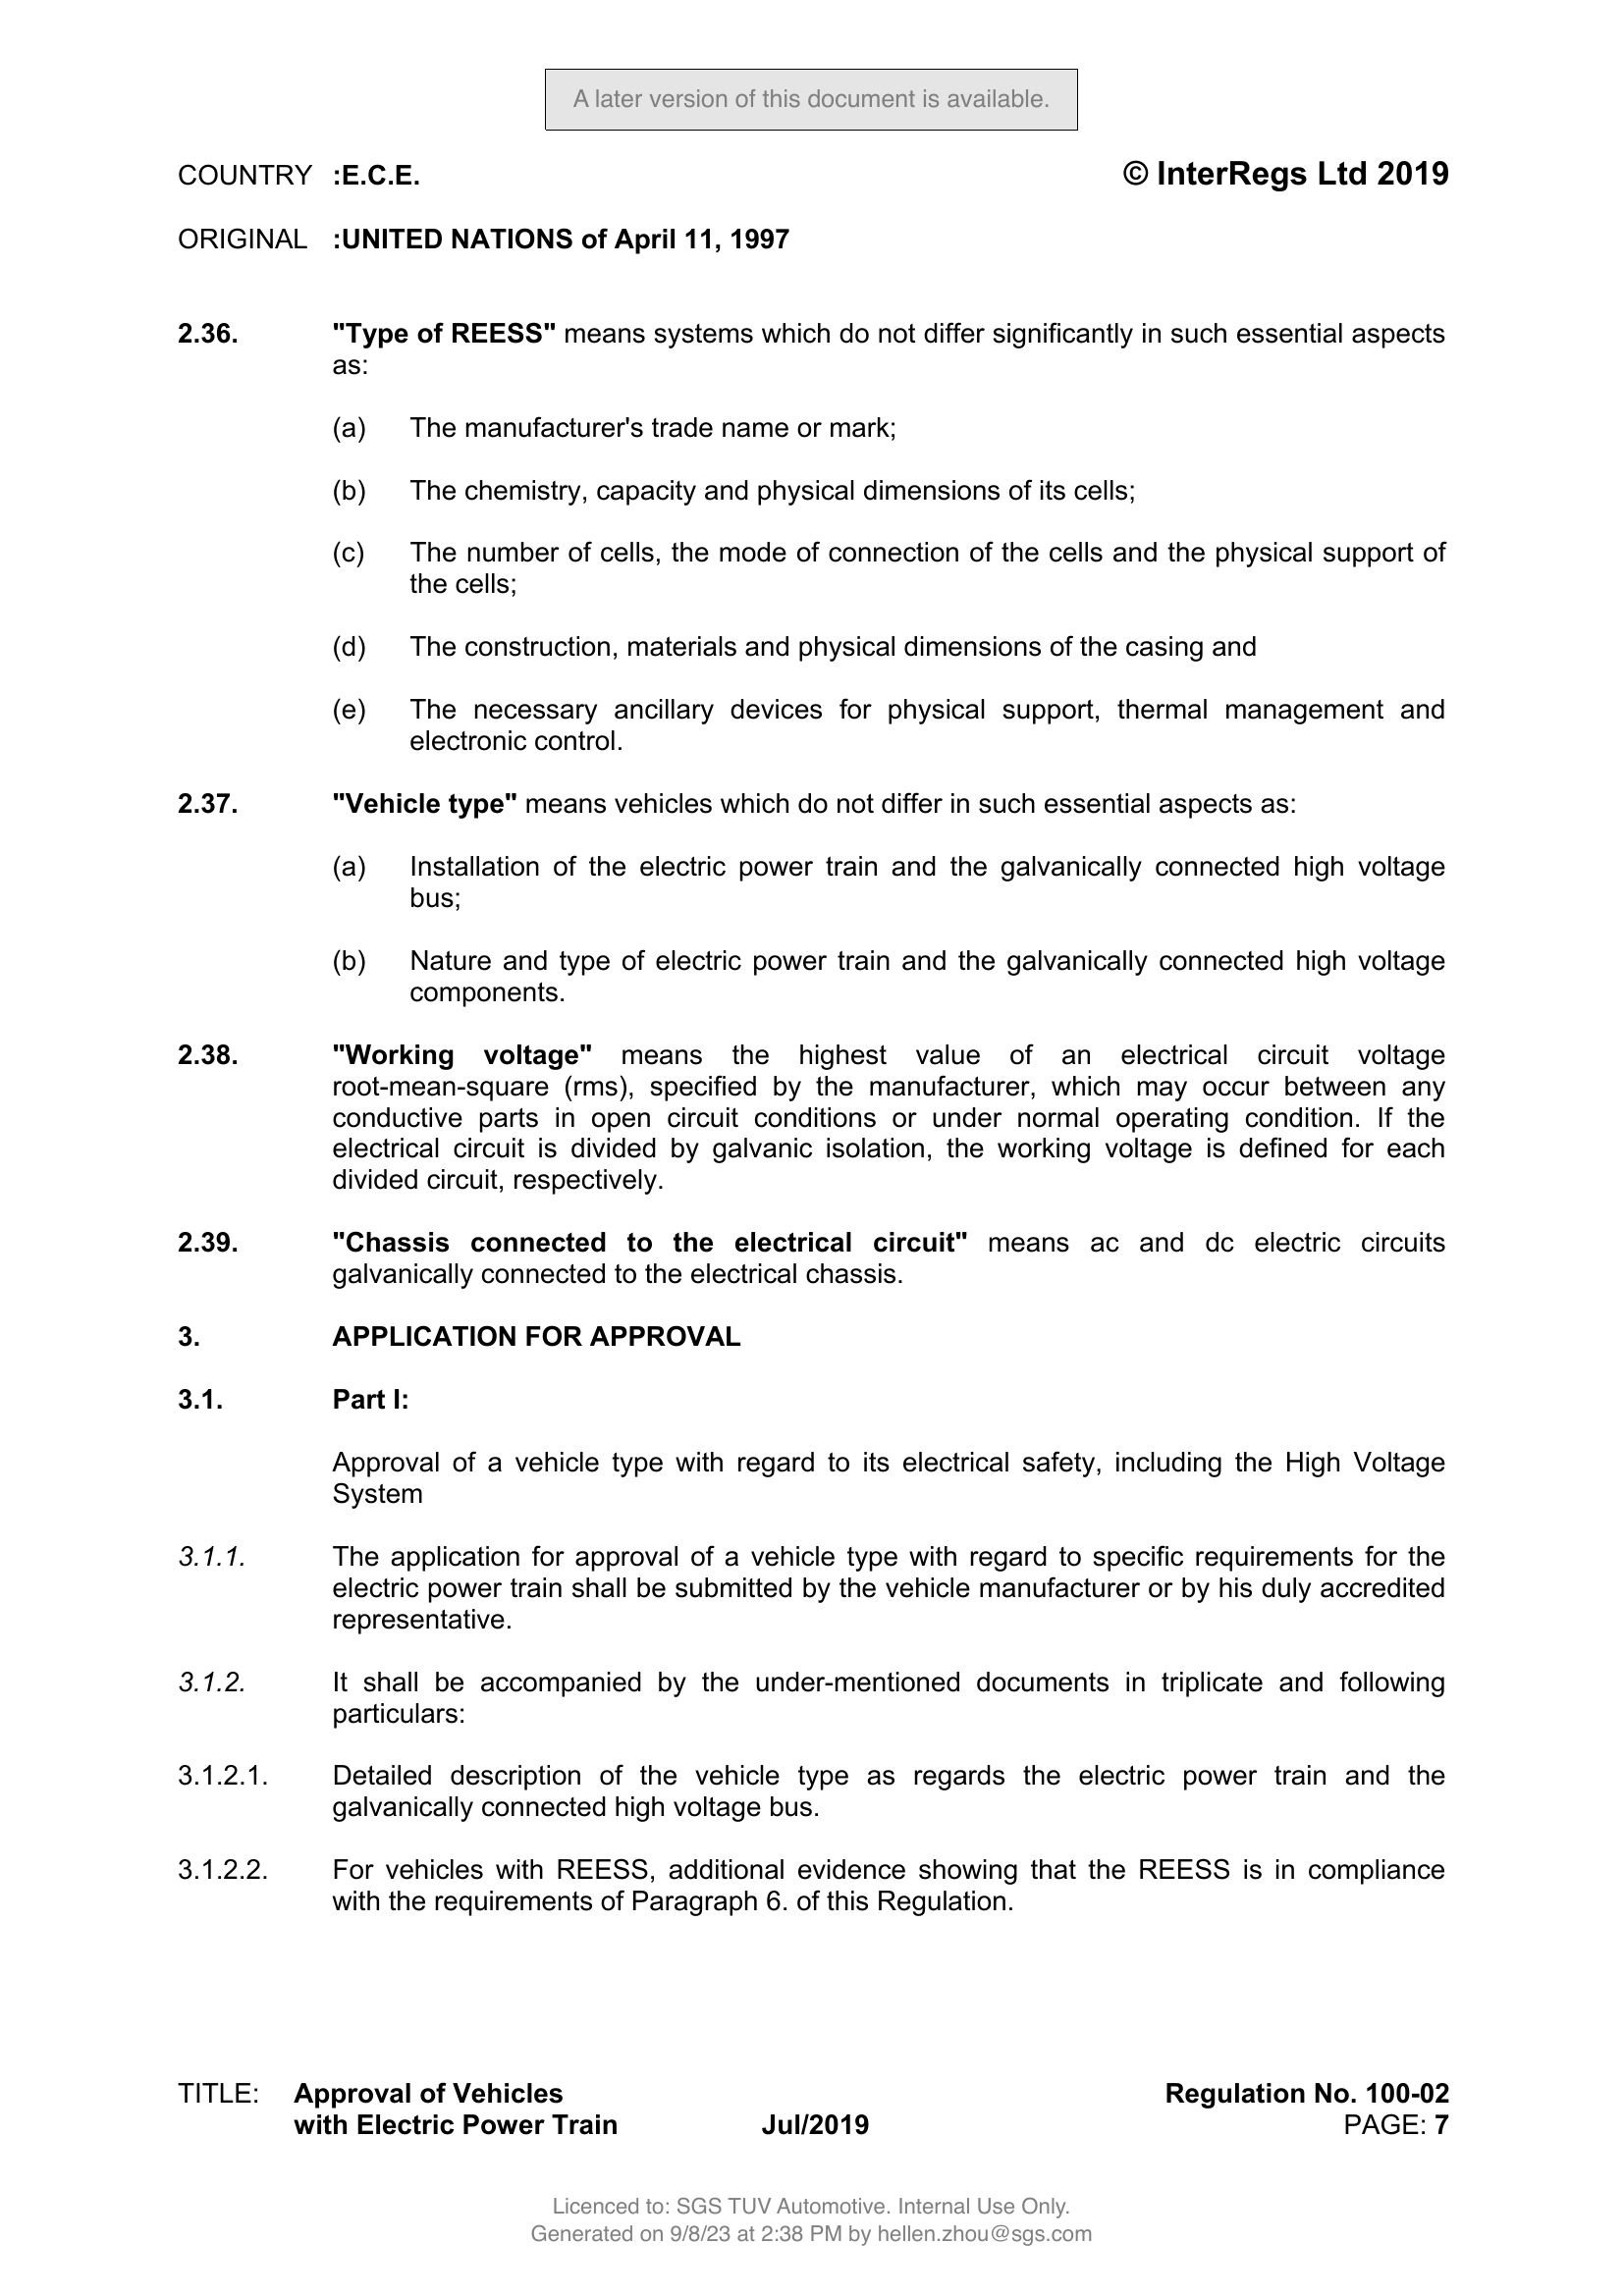 A later version of this document is available.
COUNTRY :E.C.E. © InterRegs Ltd 2019
ORIGINAL :UNITED NATIONS of April 11, 1997
2.36. "Type of REESS" means systems which do not differ significantly in such essential aspects
as:
(a) The manufacturer's trade name or mark;
(b) The chemistry, capacity and physical dimensions of its cells;
(c) The number of cells, the mode of connection of the cells and the physical support of
the cells;
(d) The construction, materials and physical dimensions of the casing and
(e) The necessary ancillary devices for physical support, thermal management and
electronic control.
2.37. "Vehicle type" means vehicles which do not differ in such essential aspects as:
(a) Installation of the electric power train and the galvanically connected high voltage
bus;
(b) Nature and type of electric power train and the galvanically connected high voltage
components.
2.38. "Working voltage" means the highest value of an electrical circuit voltage
root-mean-square (rms), specified by the manufacturer, which may occur between any
conductive parts in open circuit conditions or under normal operating condition. If the
electrical circuit is divided by galvanic isolation, the working voltage is defined for each
divided circuit, respectively.
2.39. "Chassis connected to the electrical circuit" means ac and dc electric circuits
galvanically connected to the electrical chassis.
3. APPLICATION FOR APPROVAL
3.1. Part I:
Approval of a vehicle type with regard to its electrical safety, including the High Voltage
System
3.1.1. The application for approval of a vehicle type with regard to specific requirements for the
electric power train shall be submitted by the vehicle manufacturer or by his duly accredited
representative.
3.1.2. It shall be accompanied by the under-mentioned documents in triplicate and following
particulars:
3.1.2.1. Detailed description of the vehicle type as regards the electric power train and the
galvanically connected high voltage bus.
3.1.2.2. For vehicles with REESS, additional evidence showing that the REESS is in compliance
with the requirements of Paragraph 6. of this Regulation.
TITLE: Approval of Vehicles Regulation No. 100-02
with Electric Power Train Jul/2019 PAGE: 7
Licenced to: SGS TUV Automotive. Internal Use Only.
Generated on 9/8/23 at 2:38 PM by hellen.zhou@sgs.com